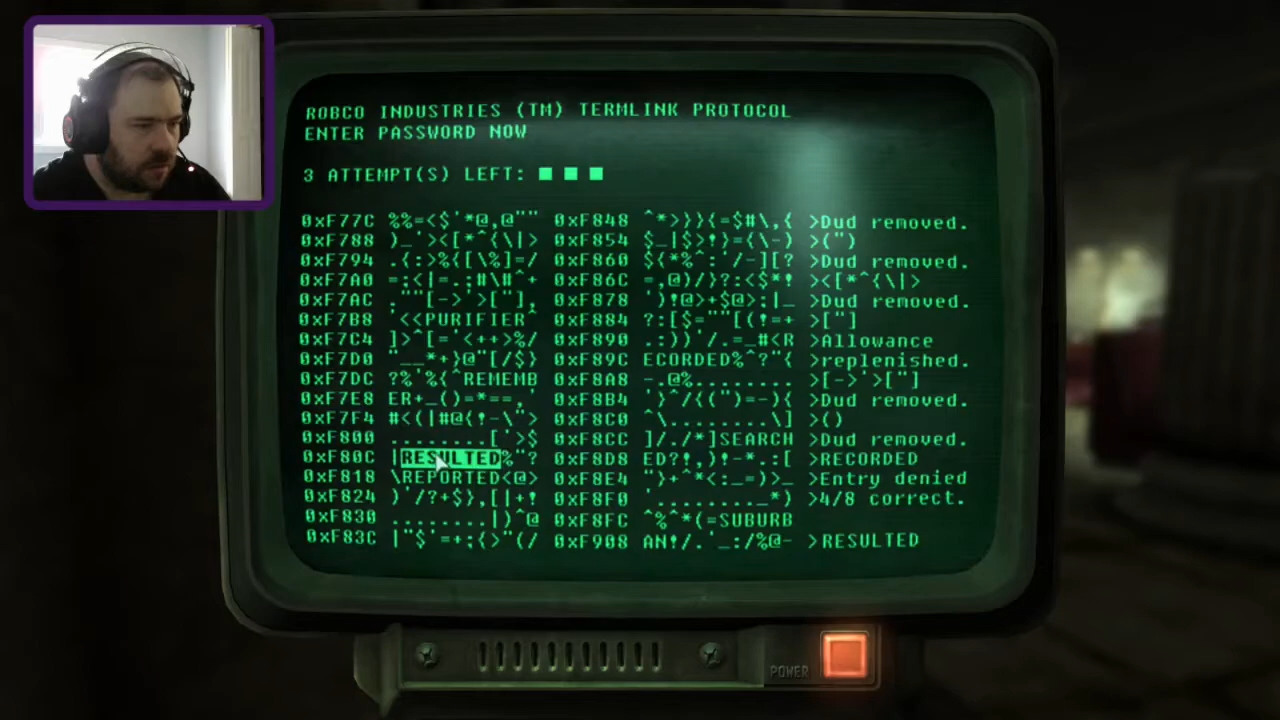 ROBCO INDUSTRIES (TM) TERMLINK PROTOCOL
ENTER PASSWORD NOW
3 ATTEMPT(S) LEFT: ■ ■ ■
0xF77C %%=<$'*@,@"" 0xF848 ^*>}}{=$#\,{ >Dud removed.
0xF788 )_'><[*^{\|> 0xF854 $_|$>!}={\-) >(")
0xF794 .{:>%{[\%]=/ 0xF860 ${*%^:'/-][? >Dud removed.
0xF7A0 =:<|=.;#\#^+ 0xF86C =,@)/}?:<$*! ><[*^{\|>
0xF7AC .""[->'>["], 0xF878 ')!@>+$@>;|_ >Dud removed.
0xF7B8 '<<PURIFIER^ 0xF884 ?:[$=""[(!=+ >["]
0xF7C4 ]>^[='<++>%/ 0xF890 .:))'/.=_#<R >Allowance
0xF7D0 "__*+}@"[/$} 0xF89C ECORDED%^?"{ >replenished.
0xF7DC ?%'%{^REMEMB 0xF8A8 -.@%........ >[->'>["]
0xF7E8 ER+_()=*==,' 0xF8B4 '}^/{(")=-){ >Dud removed.
0xF7F4 #<(|#@{!-\"> 0xF8C0 ^\........\] >()
0xF800 ........['>$ 0xF8CC ]/./*]SEARCH >Dud removed.
0xF80C |RESULTED%"? 0xF8D8 ED?!,)!-*.:[ >RECORDED
0xF818 \REPORTED<@> 0xF8E4 "}+^*<:_=)>_ >Entry denied
0xF824 )'/?+$},[|+! 0xF8F0 '........_*) >4/8 correct.
0xF830 ........|)^@ 0xF8FC ^%^*(=SUBURB
0xF83C |"$'=+;{>"(/ 0xF908 AN!/.'_:/%@- >RESULTED
POWER